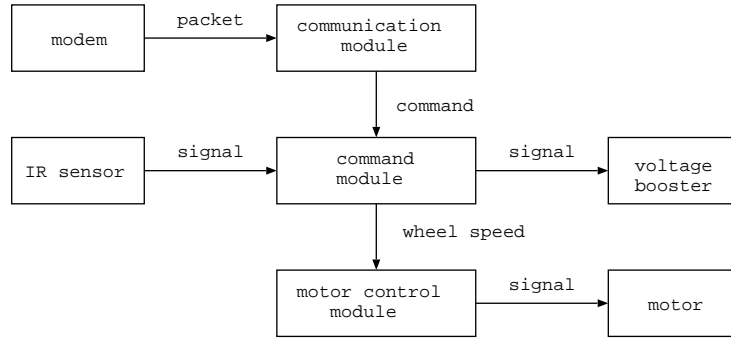 modem
packet
communication
module
command
IR sensor
signal
command
module
signal
voltage
booster
wheel speed
motor control
module
signal
motor